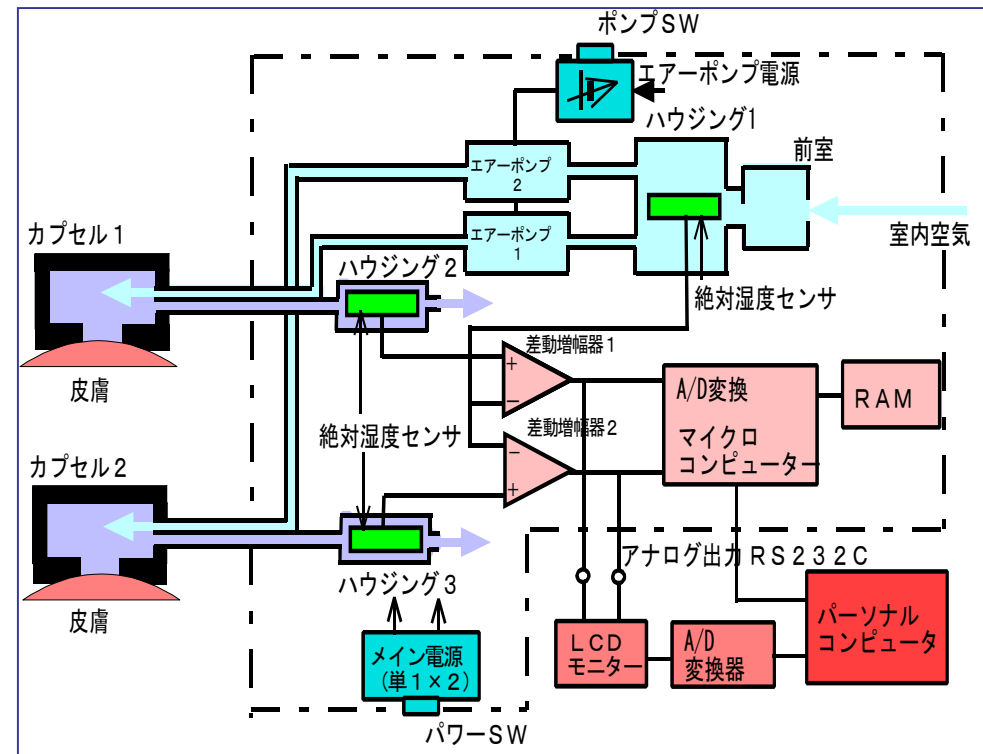 ポンプSW
エアーポンプ電源
ハウジング1
前室
エアーポンプ
2
エアーポンプ
1
室内空気
カプセル1
ハウジング2
絶対湿度センサ
皮膚
差動増幅器1
+
−
A/D変換
マイクロ
コンピューター
RAM
絶対湿度センサ
差動増幅器2
−
+
カプセル2
皮膚
ハウジング3
アナログ出力
RS232C
メイン電源
(単1×2)
パワーSW
LCD
モニター
A/D
変換器
パーソナル
コンピュータ